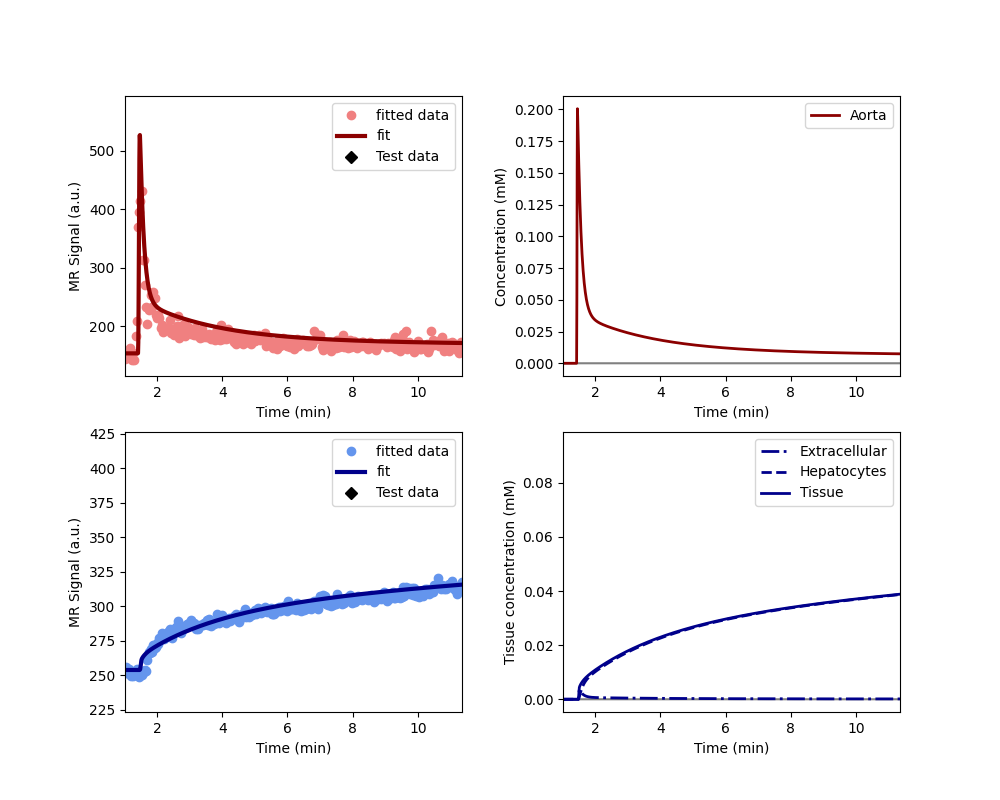 MR Signal (a.u.)
500
400
300
200
2 4 6 8 10
Time (min)
fitted data
fit
Test data
Concentration (mM)
0.200
0.175
0.150
0.125
0.100
0.075
0.050
0.025
0.000
2 4 6 8 10
Time (min)
Aorta
MR Signal (a.u.)
425
400
375
350
325
300
275
250
225
2 4 6 8 10
Time (min)
fitted data
fit
Test data
Tissue concentration (mM)
0.08
0.06
0.04
0.02
0.00
2 4 6 8 10
Time (min)
Extracellular
Hepatocytes
Tissue